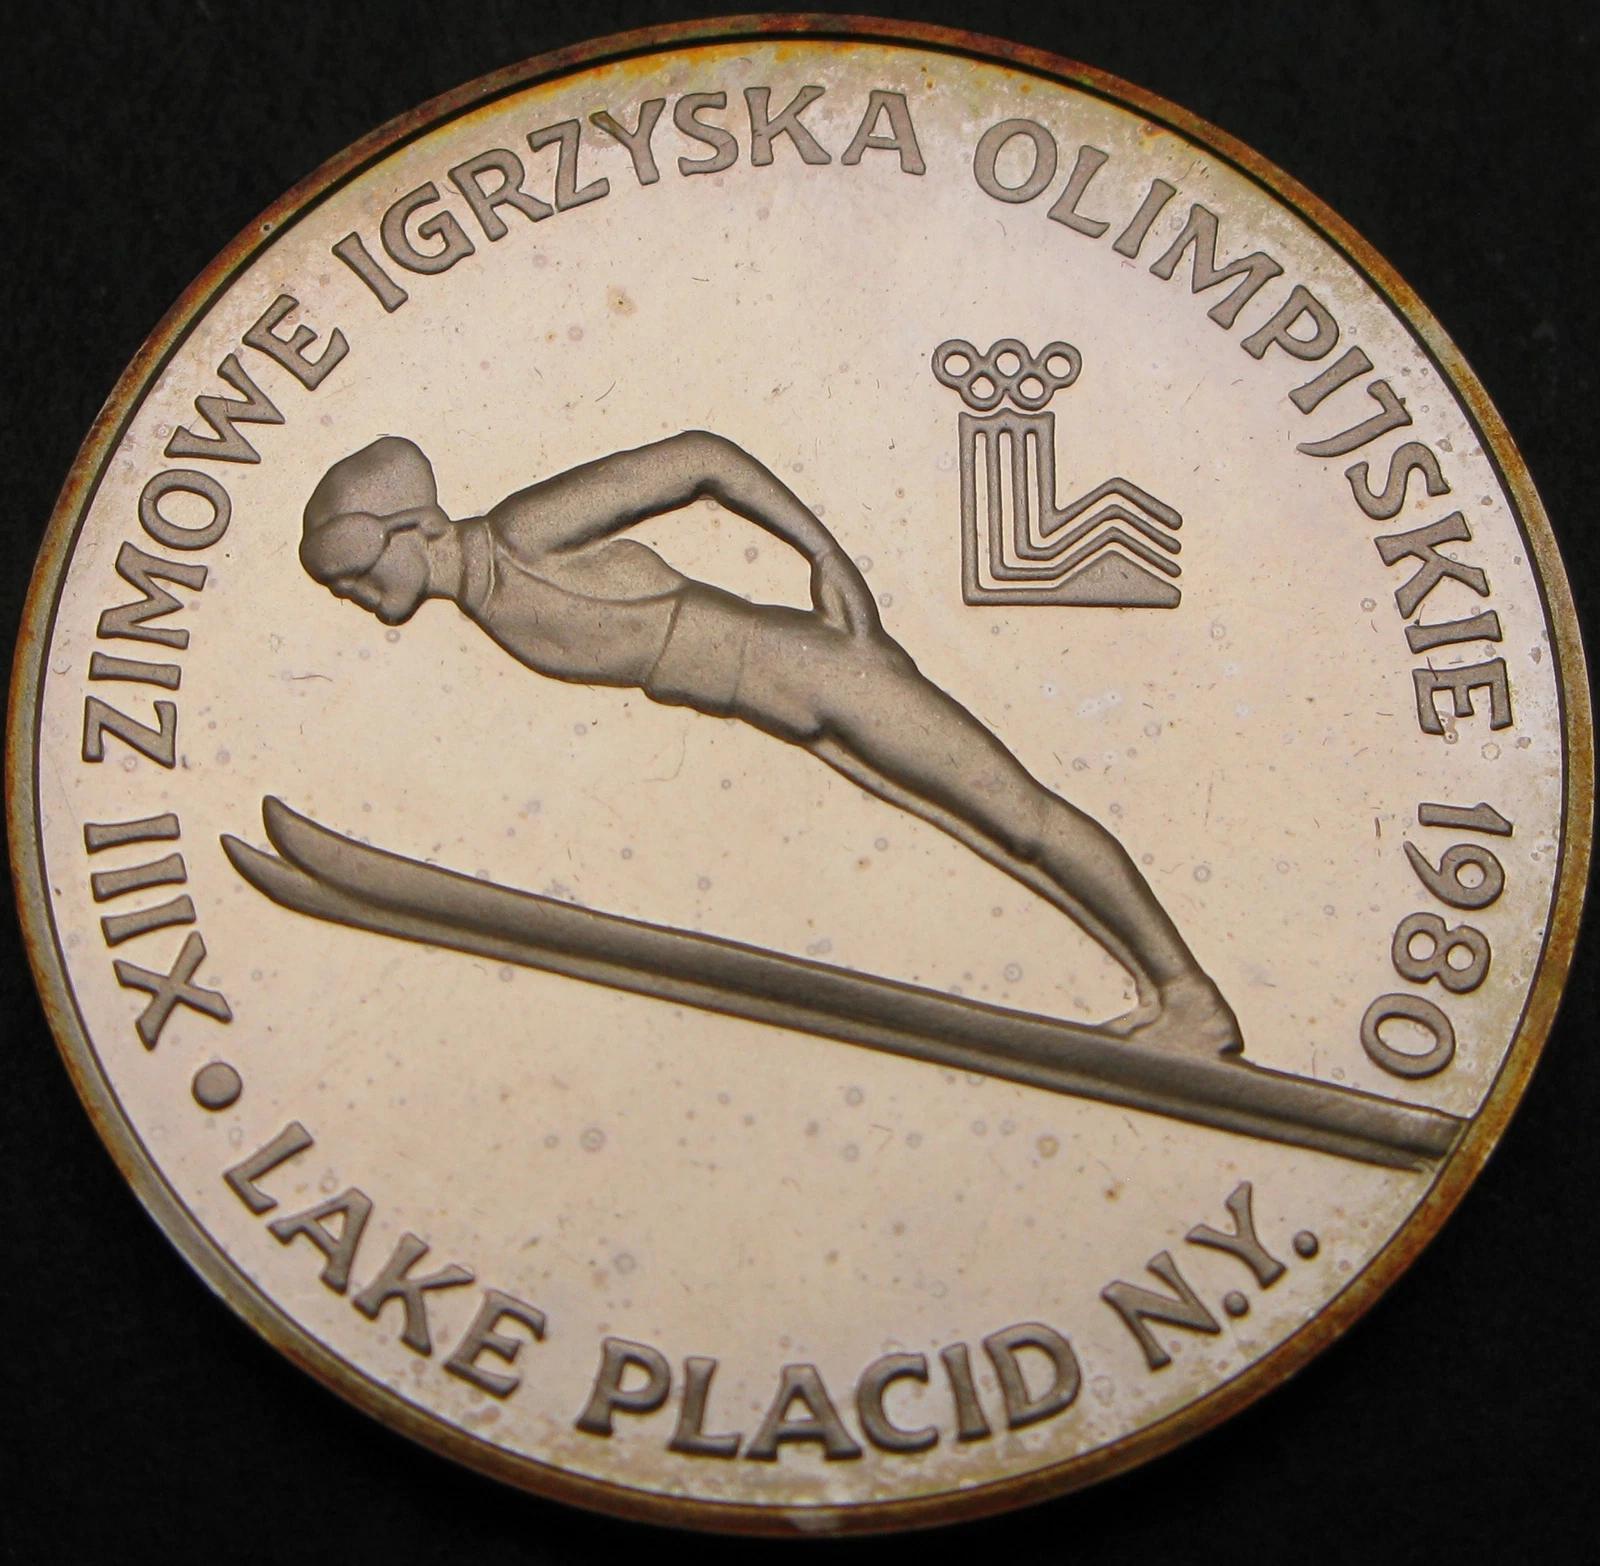 XIII ZIMOWE IGRZYSKA OLIMPIJSKIE 1980
• LAKE PLACID N.Y.